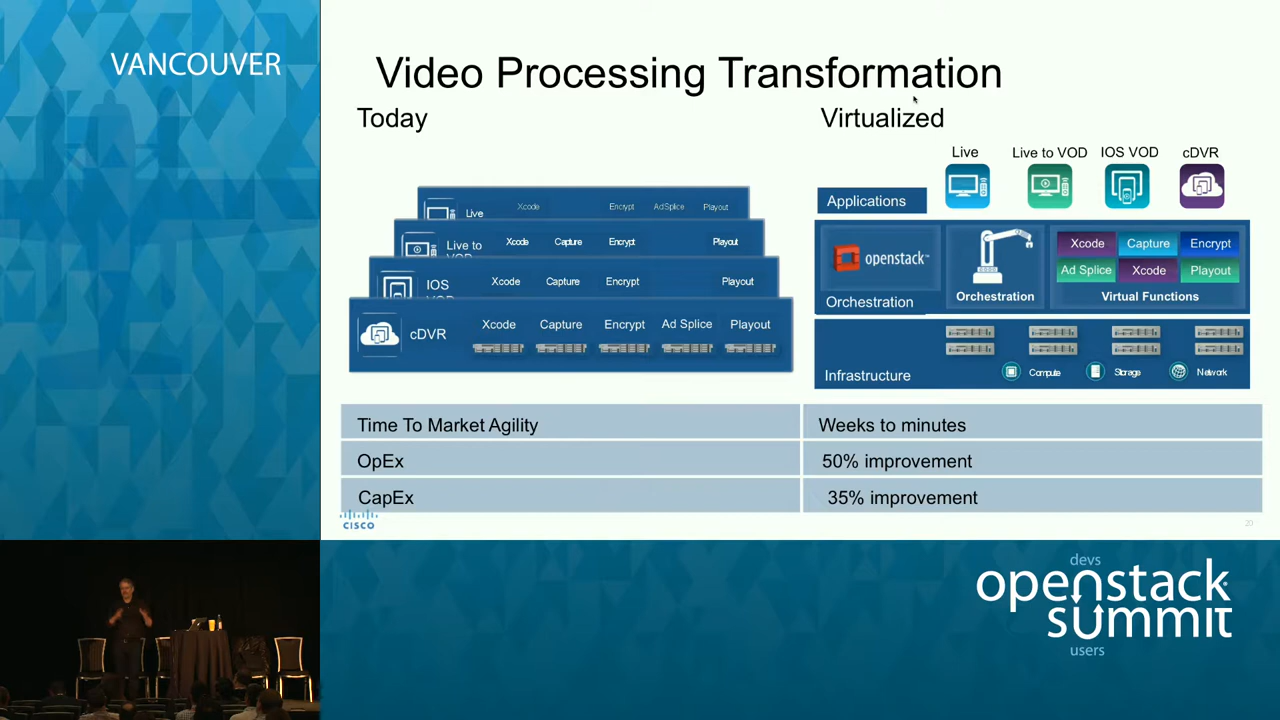 VANCOUVER
Video Processing Transformation
Today
Live Xcode Encrypt AdSplice Playout
Live to VOD Xcode Capture Encrypt Playout
IOS Xcode Capture Encrypt Playout
cDVR Xcode Capture Encrypt Ad Splice Playout
Virtualized
Live Live to VOD IOS VOD cDVR
Applications
openstack™
Orchestration
Orchestration
Xcode Capture Encrypt
Ad Splice Xcode Playout
Virtual Functions
Infrastructure
Compute Storage Network
Time To Market Agility Weeks to minutes
OpEx 50% improvement
CapEx 35% improvement
CISCO
20
devs
openstack
summit
users